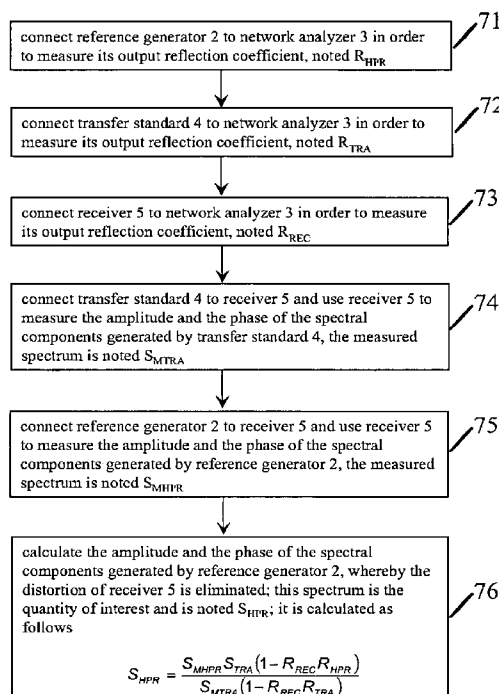 connect reference generator 2 to network analyzer 3 in order
to measure its output reflection coefficient, noted R_HPR
71
connect transfer standard 4 to network analyzer 3 in order to
measure its output reflection coefficient, noted R_TRA
72
connect receiver 5 to network analyzer 3 in order to measure
its output reflection coefficient, noted R_REC
73
connect transfer standard 4 to receiver 5 and use receiver 5 to
measure the amplitude and the phase of the spectral
components generated by transfer standard 4, the measured
spectrum is noted S_MTRA
74
connect reference generator 2 to receiver 5 and use receiver 5
to measure the amplitude and the phase of the spectral
components generated by reference generator 2, the measured
spectrum is noted S_MHPR
75
calculate the amplitude and the phase of the spectral
components generated by reference generator 2, whereby the
distortion of receiver 5 is eliminated; this spectrum is the
quantity of interest and is noted S_HPR; it is calculated as
follows
76
S_HPR = S_MHPR S_TRA (1-R_REC R_HPR) / S_MTRA (1-R_REC R_TRA)